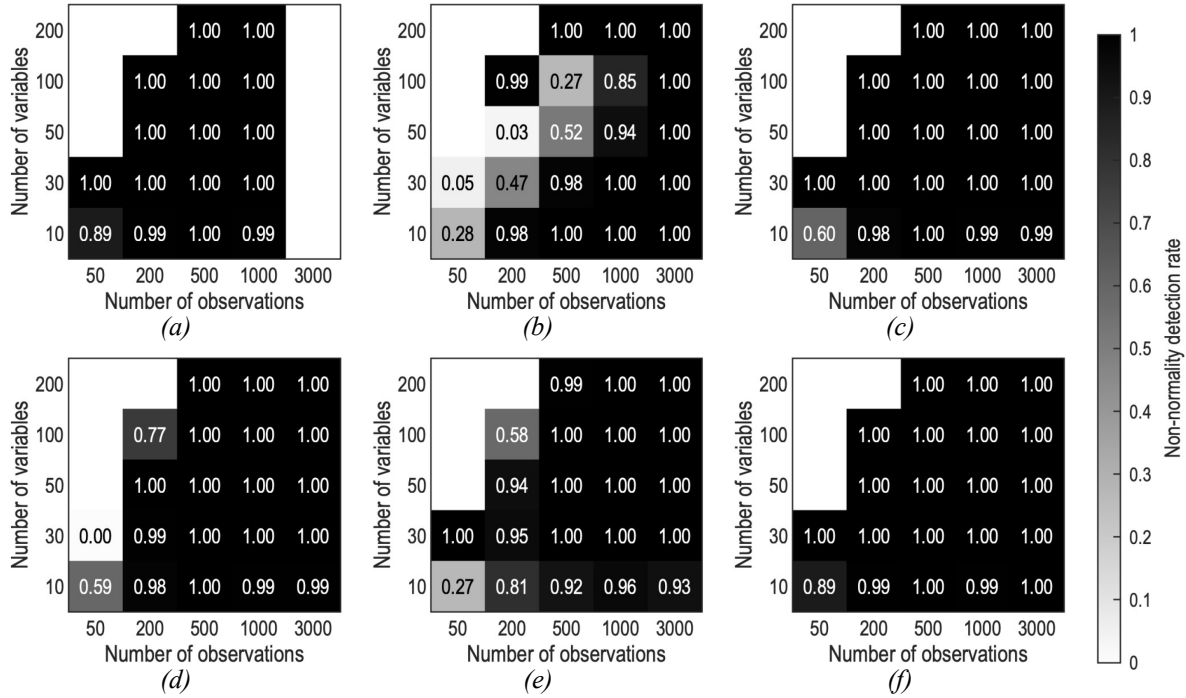 Number of variables
200 1.00 1.00
100 1.00 1.00 1.00
50 1.00 1.00 1.00
30 1.00 1.00 1.00 1.00
10 0.89 0.99 1.00 0.99
50 200 500 1000 3000
Number of observations
(a)
Number of variables
200 1.00 1.00 1.00
100 0.99 0.27 0.85 1.00
50 0.03 0.52 0.94 1.00
30 0.05 0.47 0.98 1.00 1.00
10 0.28 0.98 1.00 1.00 1.00
50 200 500 1000 3000
Number of observations
(b)
Number of variables
200 1.00 1.00 1.00
100 1.00 1.00 1.00 1.00
50 1.00 1.00 1.00 1.00
30 1.00 1.00 1.00 1.00 1.00
10 0.60 0.98 1.00 0.99 0.99
50 200 500 1000 3000
Number of observations
(c)
Number of variables
200 1.00 1.00 1.00
100 0.77 1.00 1.00 1.00
50 1.00 1.00 1.00 1.00
30 0.00 0.99 1.00 1.00 1.00
10 0.59 0.98 1.00 0.99 0.99
50 200 500 1000 3000
Number of observations
(d)
Number of variables
200 0.99 1.00 1.00
100 0.58 1.00 1.00 1.00
50 0.94 1.00 1.00 1.00
30 1.00 0.95 1.00 1.00 1.00
10 0.27 0.81 0.92 0.96 0.93
50 200 500 1000 3000
Number of observations
(e)
Number of variables
200 1.00 1.00 1.00
100 1.00 1.00 1.00 1.00
50 1.00 1.00 1.00 1.00
30 1.00 1.00 1.00 1.00 1.00
10 0.89 0.99 1.00 0.99 1.00
50 200 500 1000 3000
Number of observations
(f)
1
0.9
0.8
0.7
0.6
0.5
0.4
0.3
0.2
0.1
0
Non-normality detection rate